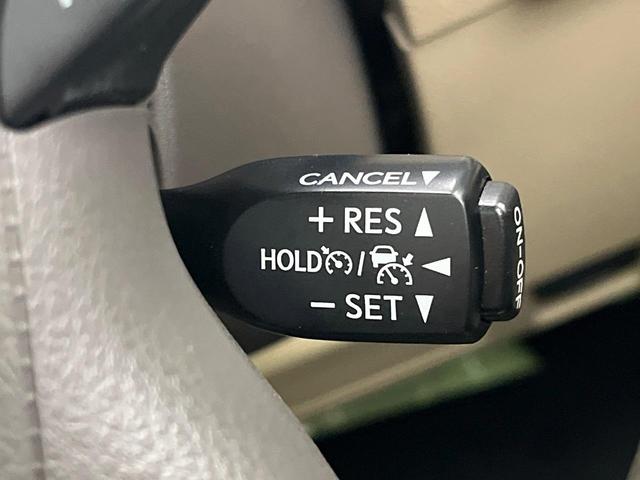 CANCEL▼
+ RES ▲
HOLD / ◀
− SET ▼
ON-OFF